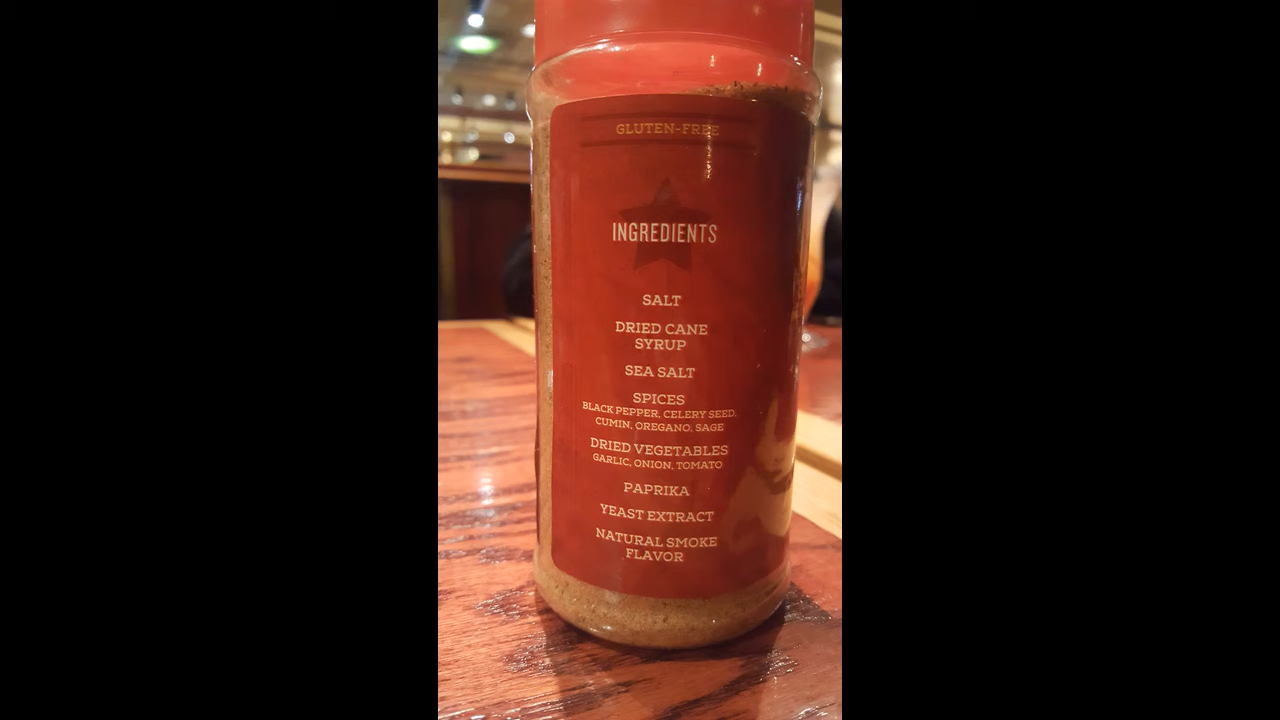 GLUTEN-FREE
INGREDIENTS
SALT
DRIED CANE
SYRUP
SEA SALT
SPICES
BLACK PEPPER, CELERY SEED,
CUMIN, OREGANO, SAGE
DRIED VEGETABLES
GARLIC, ONION, TOMATO
PAPRIKA
YEAST EXTRACT
NATURAL SMOKE
FLAVOR